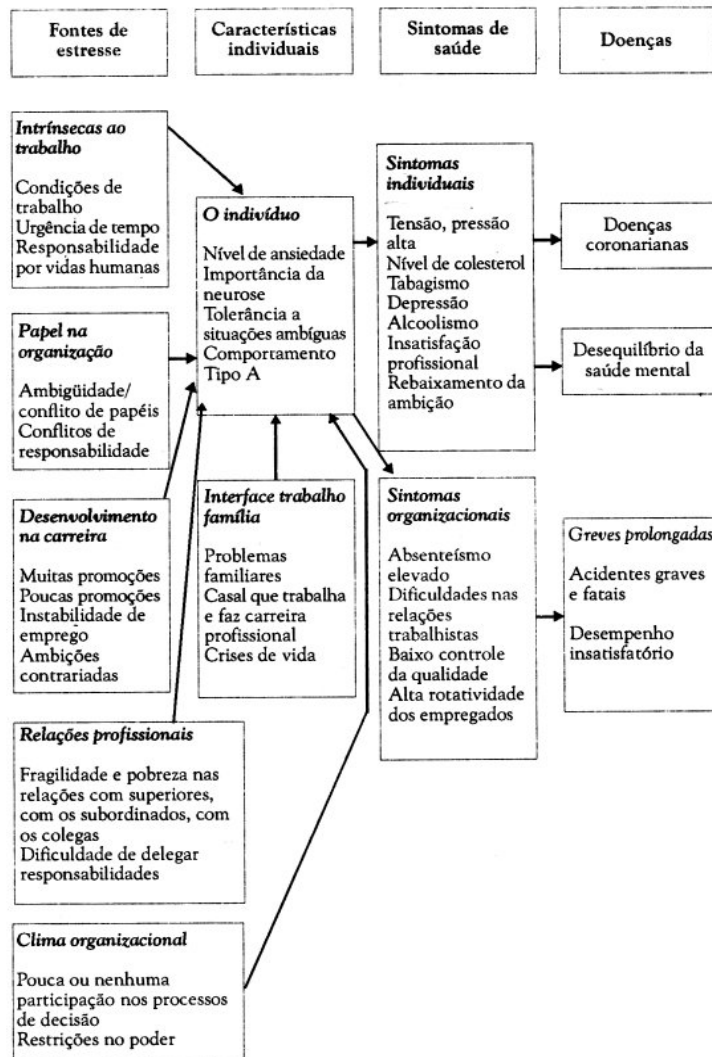 Fontes de
estresse
Características
individuais
Sintomas de
saúde
Doenças
Intrínsecas ao
trabalho
Condições de
trabalho
Urgência de tempo
Responsabilidade
por vidas humanas
Papel na
organização
Ambigüidade/
conflito de papéis
Conflitos de
responsabilidade
Desenvolvimento
na carreira
Muitas promoções
Poucas promoções
Instabilidade de
emprego
Ambições
contrariadas
Relações profissionais
Fragilidade e pobreza nas
relações com superiores,
com os subordinados, com
os colegas
Dificuldade de delegar
responsabilidades
Clima organizacional
Pouca ou nenhuma
participação nos processos
de decisão
Restrições no poder
O indivíduo
Nível de ansiedade
Importância da
neurose
Tolerância a
situações ambíguas
Comportamento
Tipo A
Interface trabalho
família
Problemas
familiares
Casal que trabalha
e faz carreira
profissional
Crises de vida
Sintomas
individuais
Tensão, pressão
alta
Nível de colesterol
Tabagismo
Depressão
Alcoolismo
Insatisfação
profissional
Rebaixamento da
ambição
Sintomas
organizacionais
Absenteísmo
elevado
Dificuldades nas
relações
trabalhistas
Baixo controle
da qualidade
Alta rotatividade
dos empregados
Doenças
coronarianas
Desequilíbrio da
saúde mental
Greves prolongadas
Acidentes graves
e fatais
Desempenho
insatisfatório